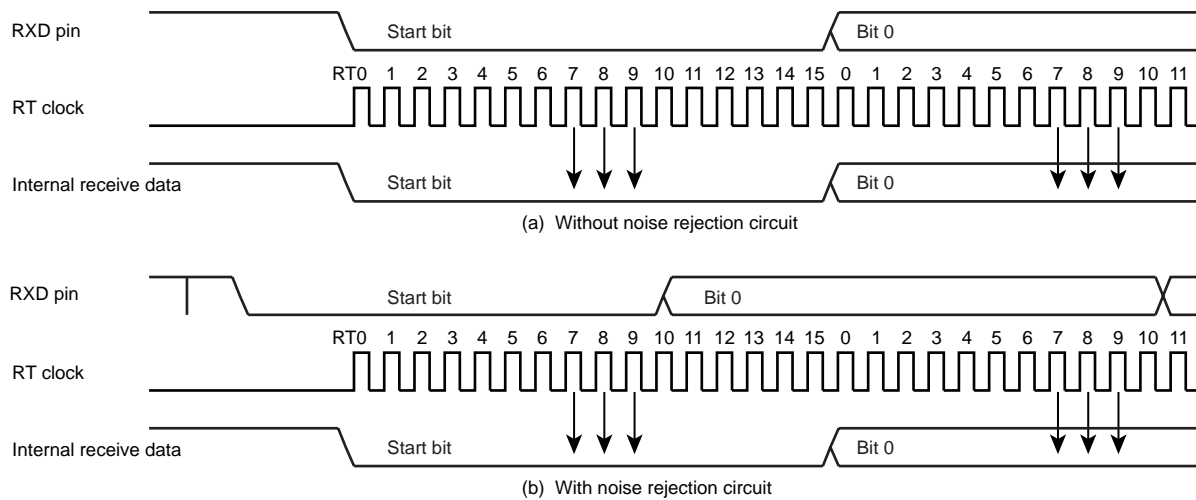 RXD pin Start bit Bit 0
RT0 1 2 3 4 5 6 7 8 9 10 11 12 13 14 15 0 1 2 3 4 5 6 7 8 9 10 11
RT clock
Internal receive data Start bit Bit 0
(a) Without noise rejection circuit
RXD pin Start bit Bit 0
RT0 1 2 3 4 5 6 7 8 9 10 11 12 13 14 15 0 1 2 3 4 5 6 7 8 9 10 11
RT clock
Internal receive data Start bit Bit 0
(b) With noise rejection circuit